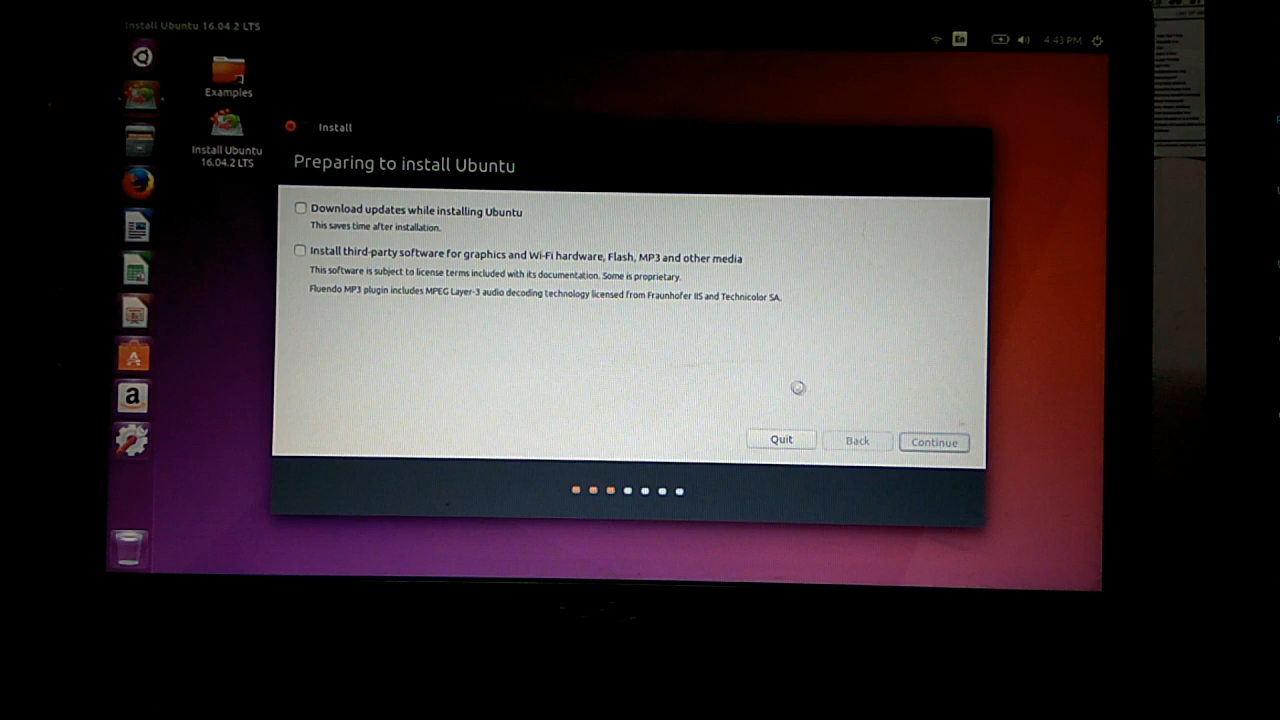 Install Ubuntu 16.04.2 LTS
En
4:43 PM
Examples
Install Ubuntu
16.04.2 LTS
Install
Preparing to install Ubuntu
Download updates while installing Ubuntu
This saves time after installation.
Install third-party software for graphics and Wi-Fi hardware, Flash, MP3 and other media
This software is subject to license terms included with its documentation. Some is proprietary.
Fluendo MP3 plugin includes MPEG Layer-3 audio decoding technology licensed from Fraunhofer IIS and Technicolor SA.
A
a
Quit
Back
Continue